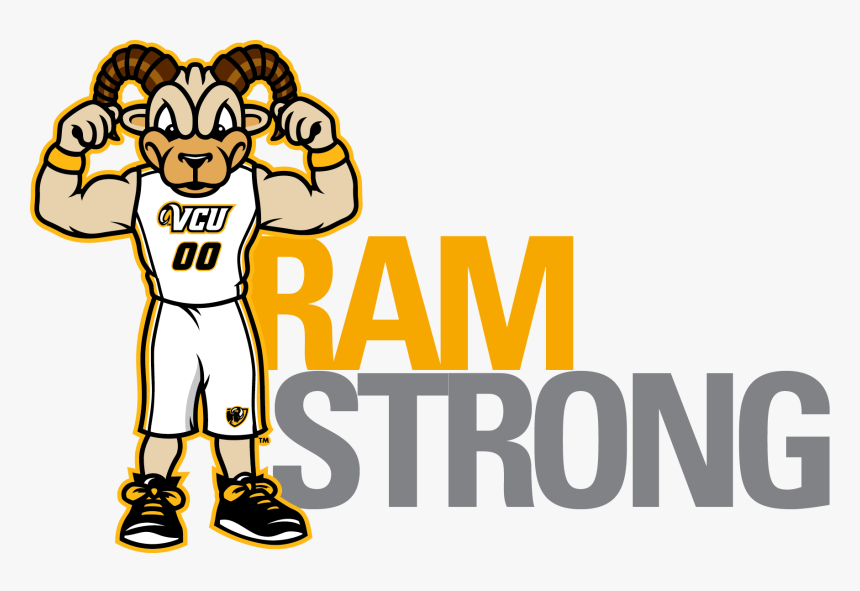 VCU
00
RAM
STRONG
TM